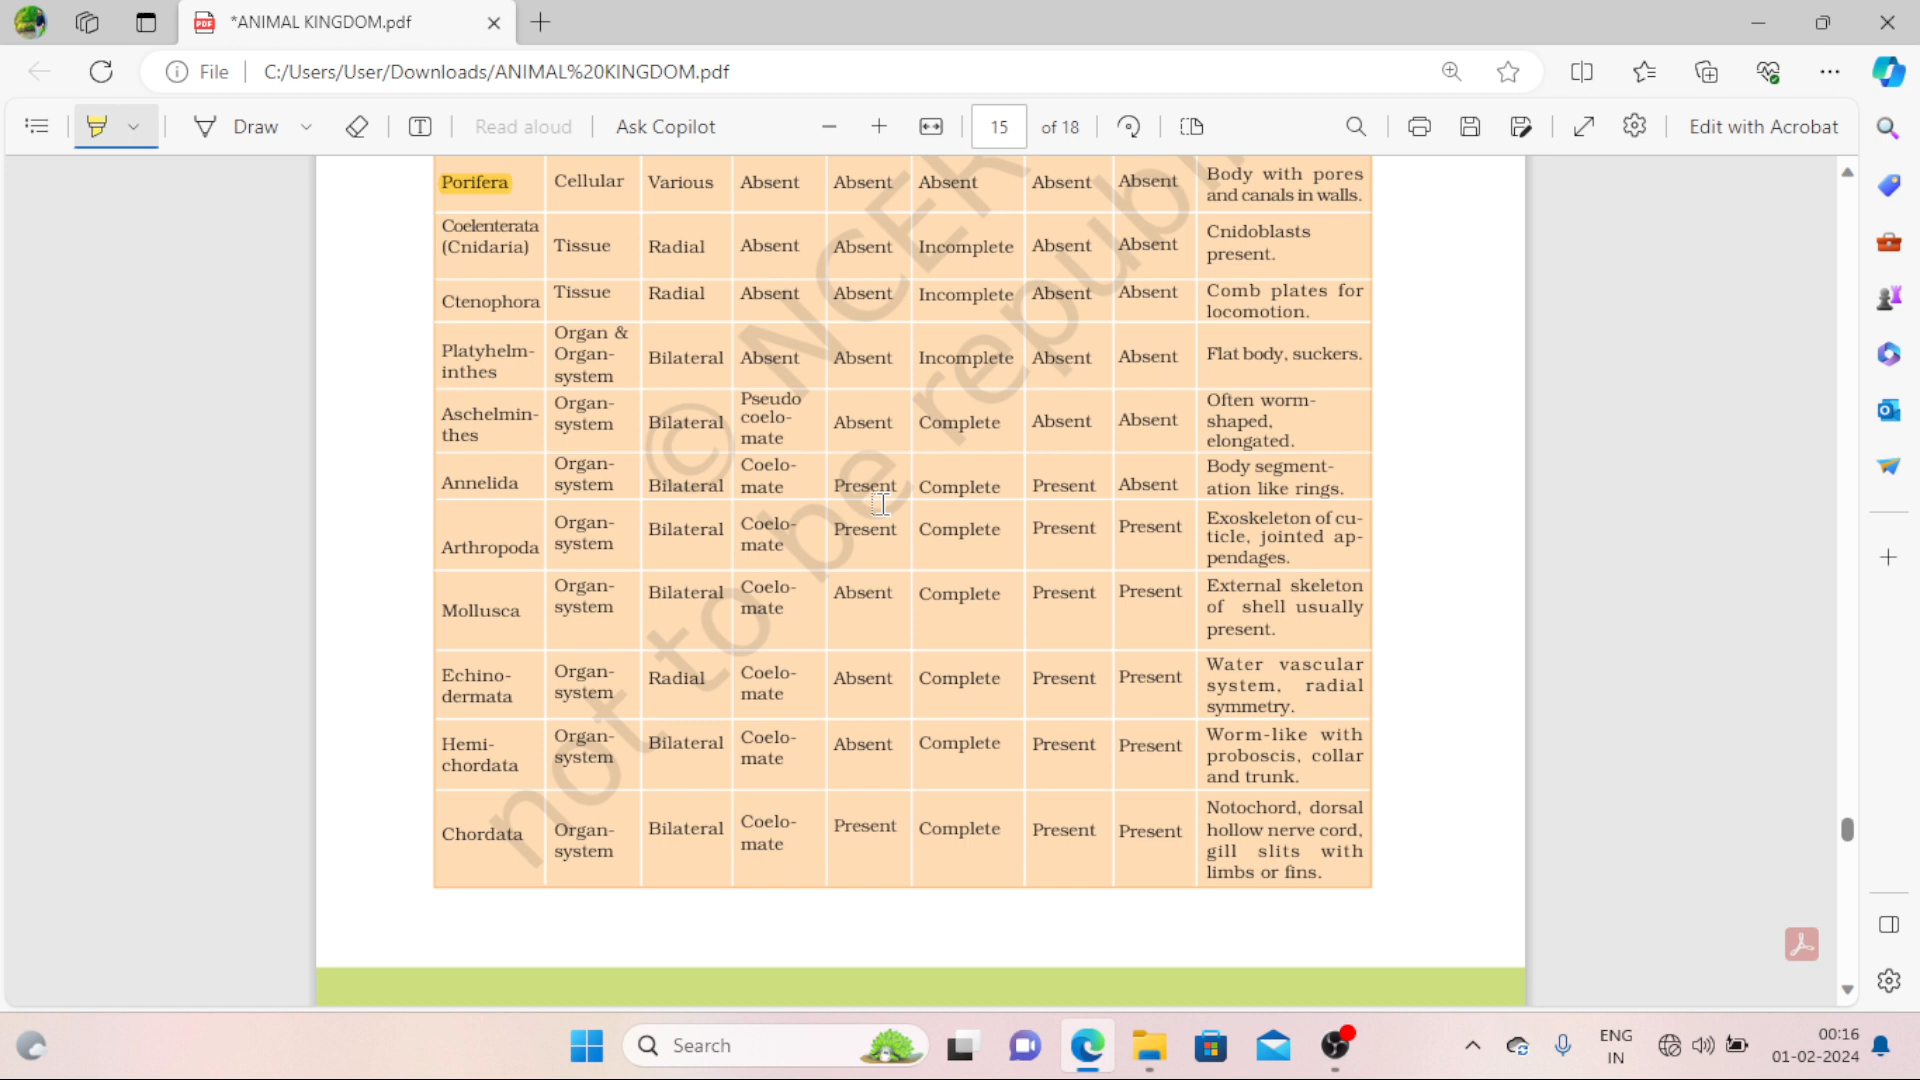 *ANIMAL KINGDOM.pdf
File
C:/Users/User/Downloads/ANIMAL%20KINGDOM.pdf
Draw
Read aloud
Ask Copilot
15 of 18
Edit with Acrobat
Porifera Cellular Various Absent Absent Absent Absent Absent Body with pores
and canals in walls.
Coelenterata
(Cnidaria) Tissue Radial Absent Absent Incomplete Absent Absent Cnidoblasts
present.
Ctenophora Tissue Radial Absent Absent Incomplete Absent Absent Comb plates for
locomotion.
Platyhelm-
inthes
Organ &
Organ-
system
Bilateral Absent Absent Incomplete Absent Absent Flat body, suckers.
Aschelmin-
thes
Organ-
system
Bilateral
Pseudo
coelo-
mate
Absent Complete Absent Absent
Often worm-
shaped,
elongated.
Annelida
Organ-
system
Bilateral
Coelo-
mate
Present Complete Present Absent
Body segment-
ation like rings.
Arthropoda
Organ-
system
Bilateral
Coelo-
mate
Present Complete Present Present
Exoskeleton of cu-
ticle, jointed ap-
pendages.
Mollusca
Organ-
system
Bilateral
Coelo-
mate
Absent Complete Present Present
External skeleton
of shell usually
present.
Echino-
dermata
Organ-
system
Radial
Coelo-
mate
Absent Complete Present Present
Water vascular
system, radial
symmetry.
Hemi-
chordata
Organ-
system
Bilateral
Coelo-
mate
Absent Complete Present Present
Worm-like with
proboscis, collar
and trunk.
Chordata
Organ-
system
Bilateral
Coelo-
mate
Present Complete Present Present
Notochord, dorsal
hollow nerve cord,
gill slits with
limbs or fins.
© NCER
not to be republ
Search
ENG
IN
00:16
01-02-2024